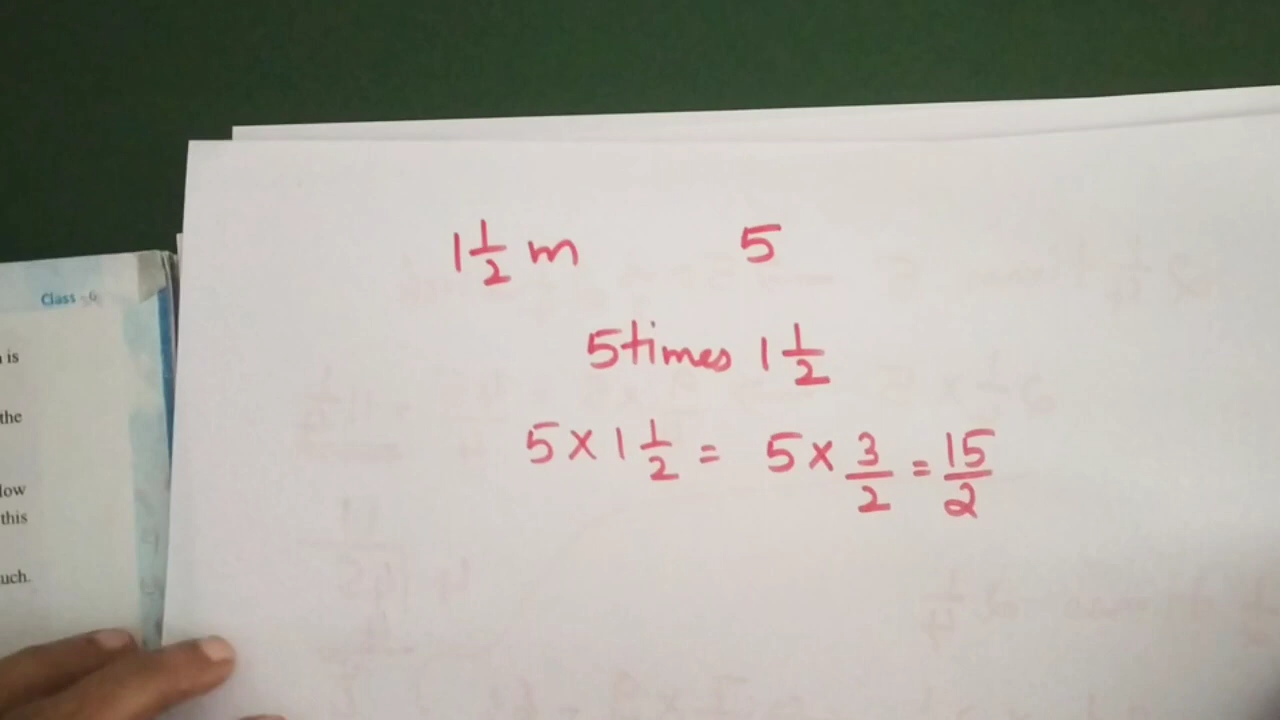 Class - 6
is
the
low
this
uch.
1 1/2 m 5
5 times 1 1/2
5 × 1 1/2 = 5 × 3/2 = 15/2